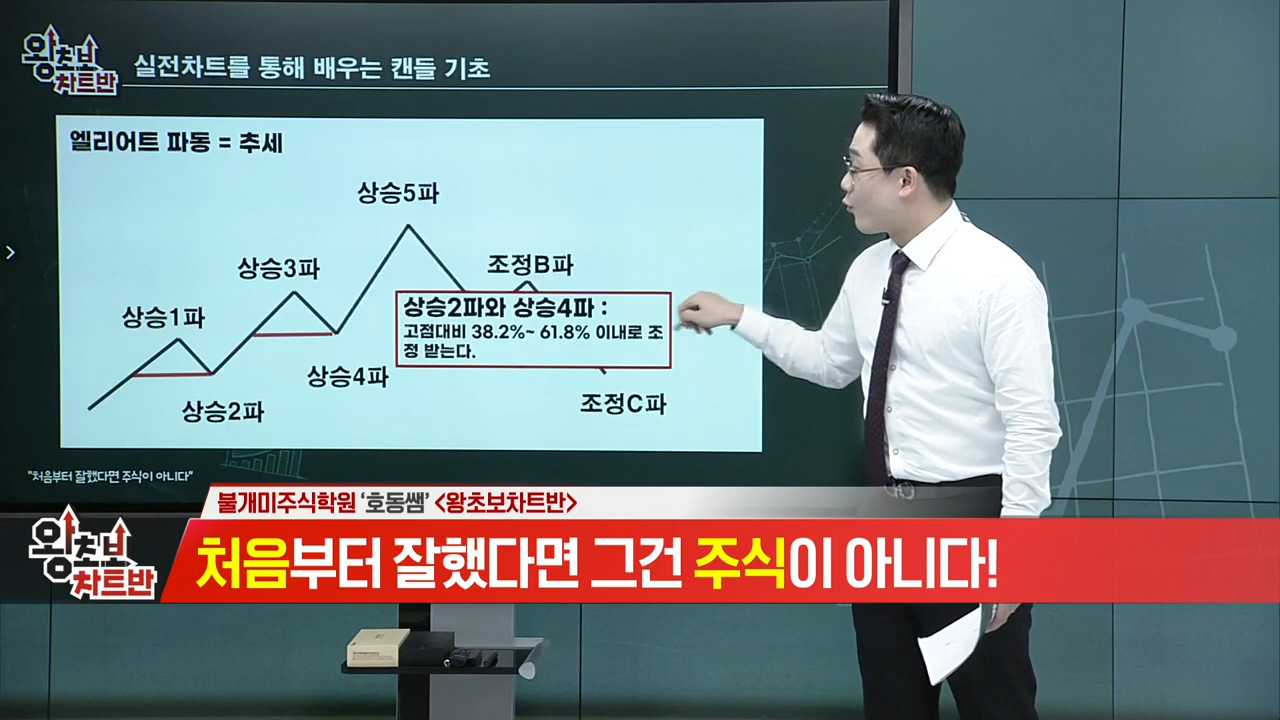 왕초보
차트반
실전차트를 통해 배우는 캔들 기초
엘리어트 파동 = 추세
상승5파
상승3파
조정B파
상승1파
상승2파와 상승4파 :
고점대비 38.2%~ 61.8% 이내로 조
정 받는다.
상승4파
상승2파
조정C파
"처음부터 잘했다면 주식이 아니다"
불개미주식학원 '호동쌤' <왕초보차트반>
왕초보
차트반
처음부터 잘했다면 그건 주식이 아니다!